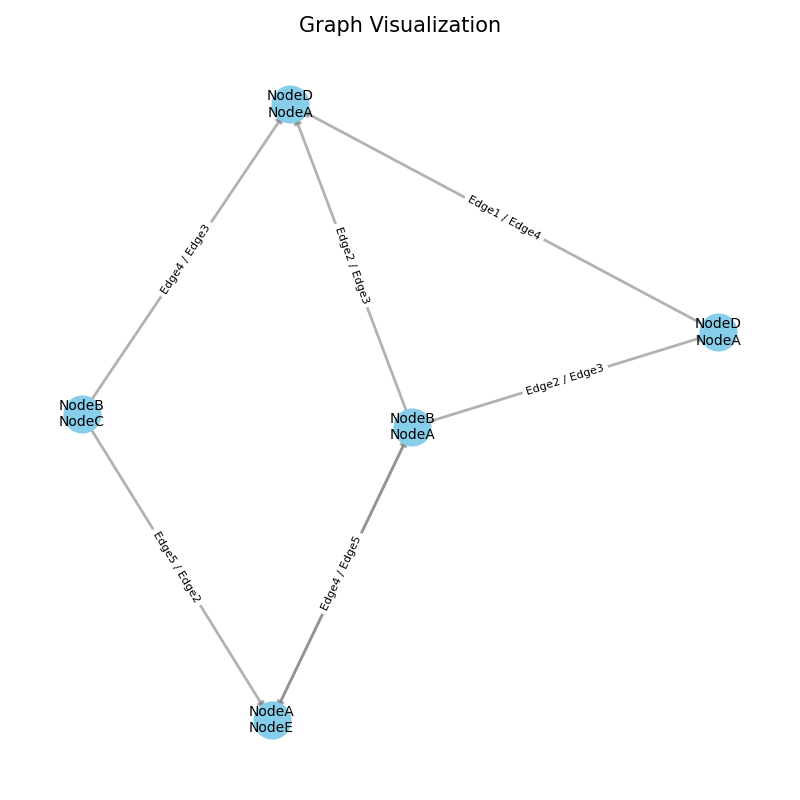 Graph Visualization
NodeD
NodeA
Edge4 / Edge3
Edge2 / Edge3
Edge1 / Edge4
NodeD
NodeA
Edge2 / Edge3
NodeB
NodeC
NodeB
NodeA
Edge5 / Edge2
Edge4 / Edge5
NodeA
NodeE